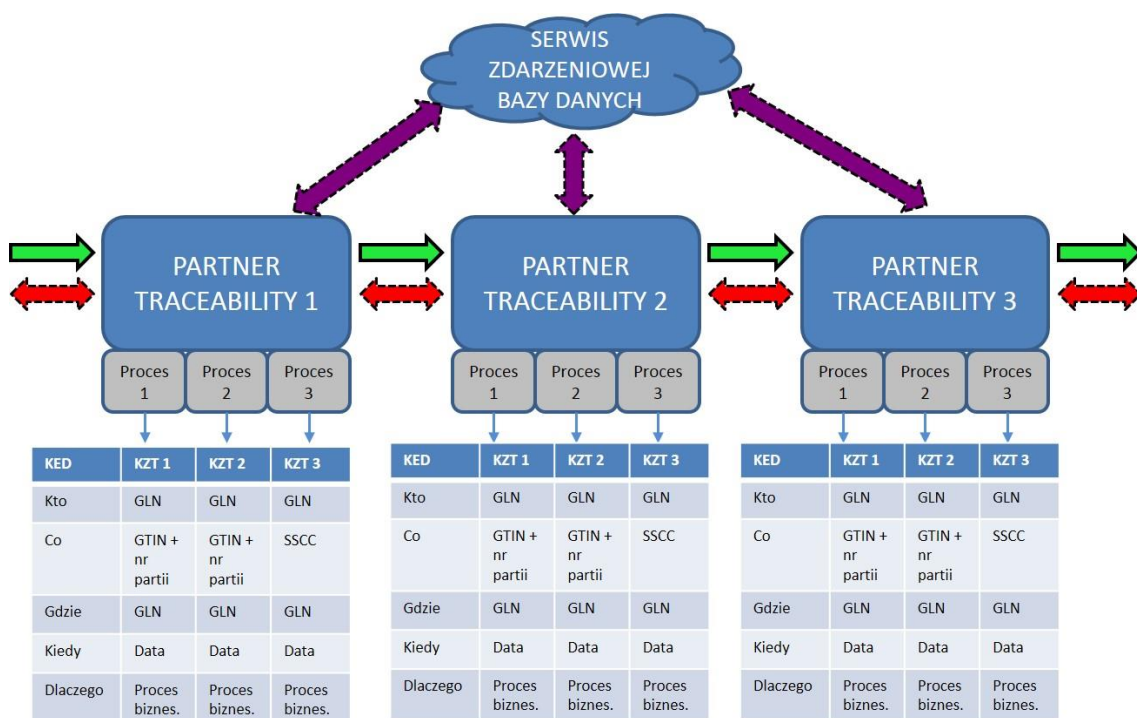 SERWIS
ZDARZENIOWEJ
BAZY DANYCH
PARTNER
TRACEABILITY 1
PARTNER
TRACEABILITY 2
PARTNER
TRACEABILITY 3
Proces
1
Proces
2
Proces
3
Proces
1
Proces
2
Proces
3
Proces
1
Proces
2
Proces
3
KED KZT 1 KZT 2 KZT 3
Kto GLN GLN GLN
Co GTIN + GTIN + SSCC
nr nr
partii partii
Gdzie GLN GLN GLN
Kiedy Data Data Data
Dlaczego Proces Proces Proces
biznes. biznes. biznes.
KED KZT 1 KZT 2 KZT 3
Kto GLN GLN GLN
Co GTIN + GTIN + SSCC
nr nr
partii partii
Gdzie GLN GLN GLN
Kiedy Data Data Data
Dlaczego Proces Proces Proces
biznes. biznes. biznes.
KED KZT 1 KZT 2 KZT 3
Kto GLN GLN GLN
Co GTIN + GTIN + SSCC
nr nr
partii partii
Gdzie GLN GLN GLN
Kiedy Data Data Data
Dlaczego Proces Proces Proces
biznes. biznes. biznes.